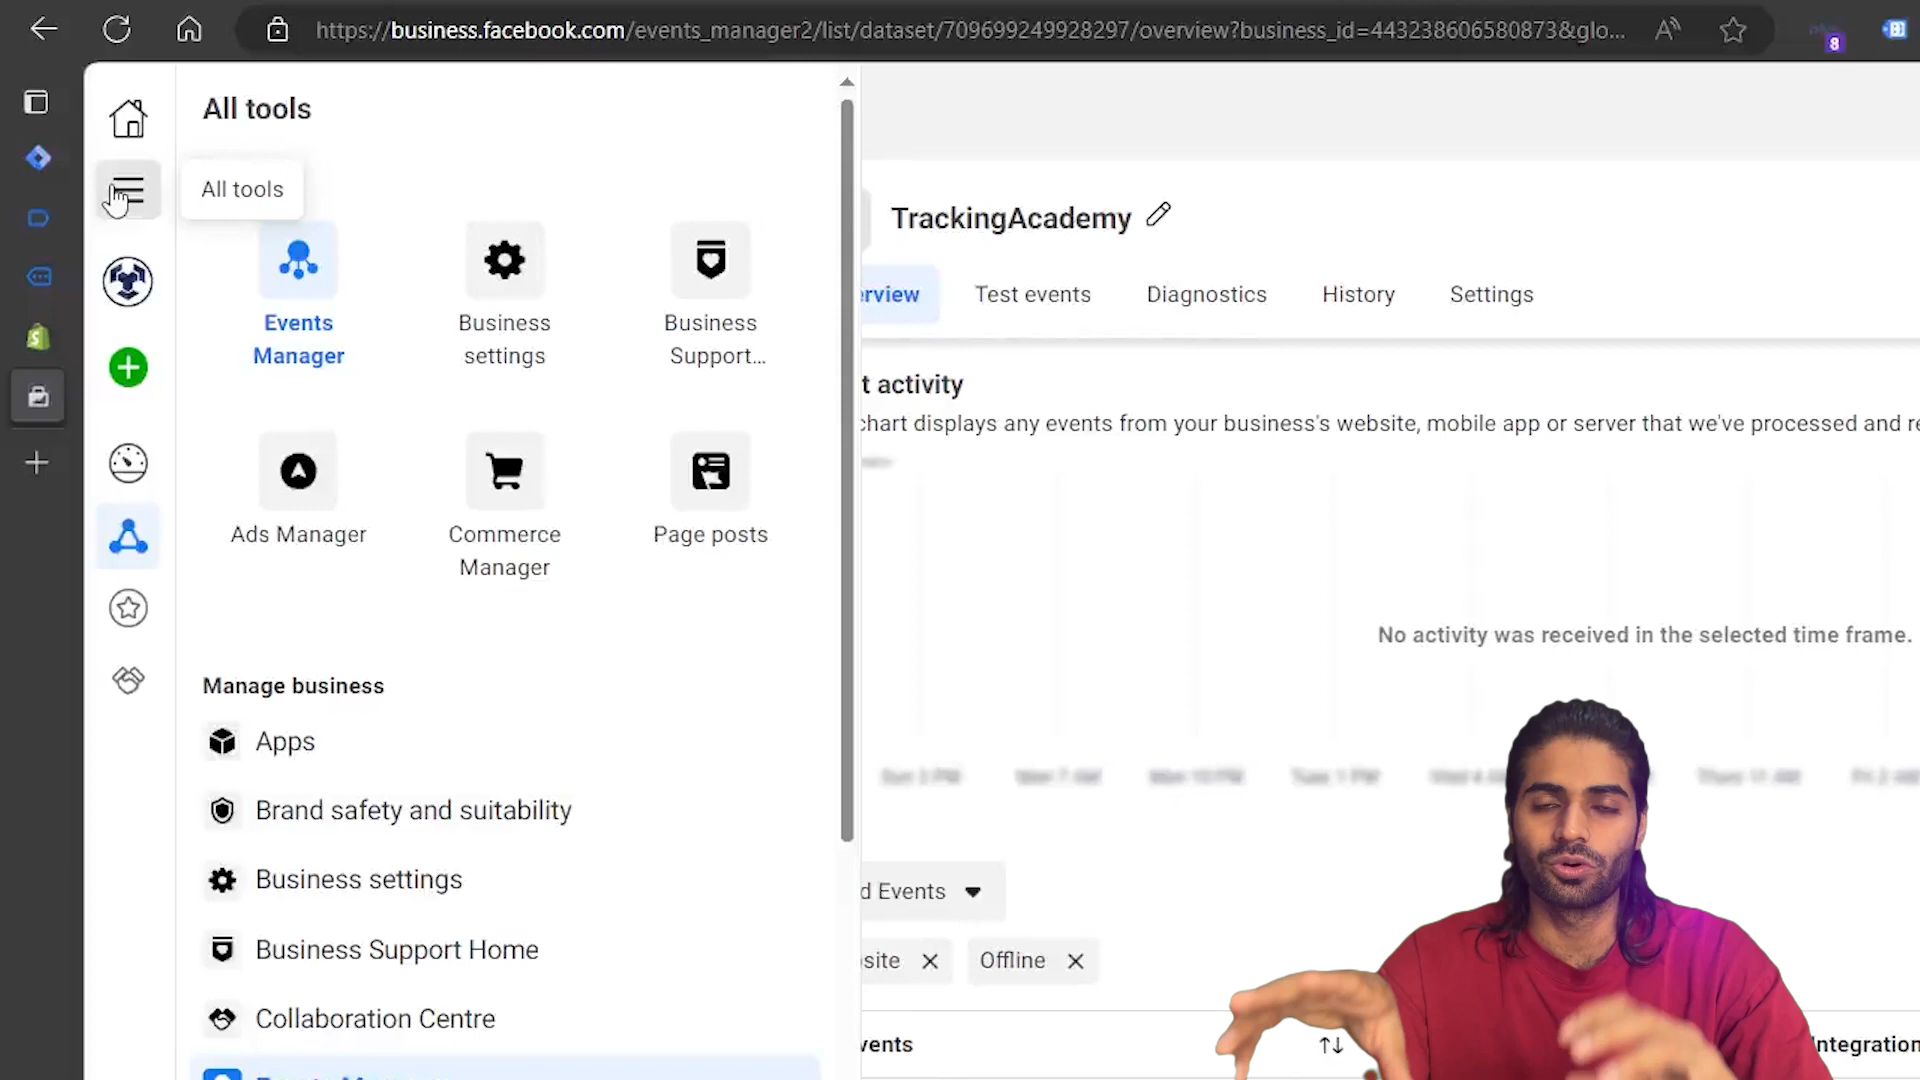 https://business.facebook.com/events_manager2/list/dataset/709699249928297/overview?business_id=443238606580873&glo...
8
All tools
All tools
TrackingAcademy
Events
Manager
Business
settings
Business
Support...
rview
Test events
Diagnostics
History
Settings
t activity
chart displays any events from your business's website, mobile app or server that we've processed and re
Ads Manager
Commerce
Manager
Page posts
No activity was received in the selected time frame.
Manage business
Apps
Brand safety and suitability
Business settings
d Events
Business Support Home
site
Offline
Collaboration Centre
vents
ntegration